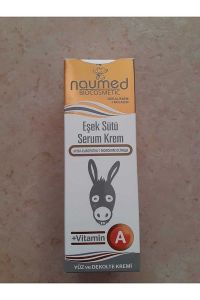 naumed
BIOCOSMETIC
Eşek Sütü
Serum Krem
+Vitamin A
YÜZ ve DEKOLTE KREMİ